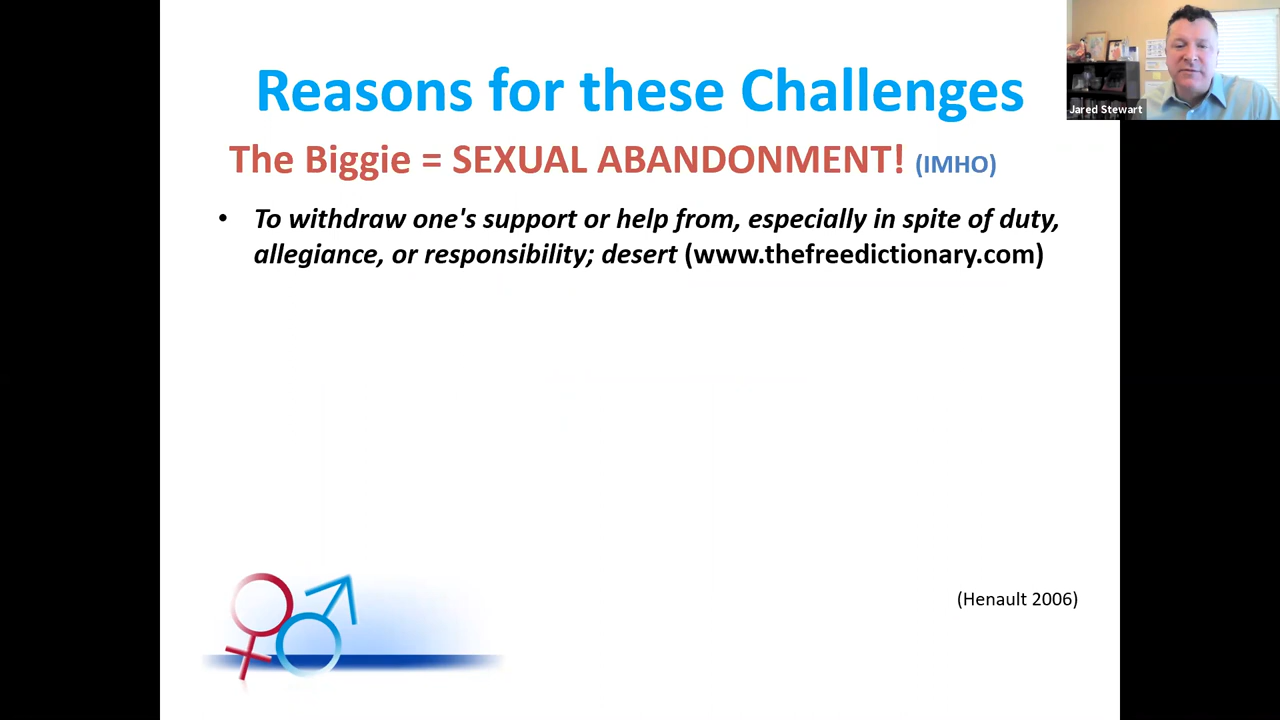 Reasons for these Challenges
Jared Stewart
The Biggie = SEXUAL ABANDONMENT! (IMHO)
• To withdraw one's support or help from, especially in spite of duty,
allegiance, or responsibility; desert (www.thefreedictionary.com)
(Henault 2006)